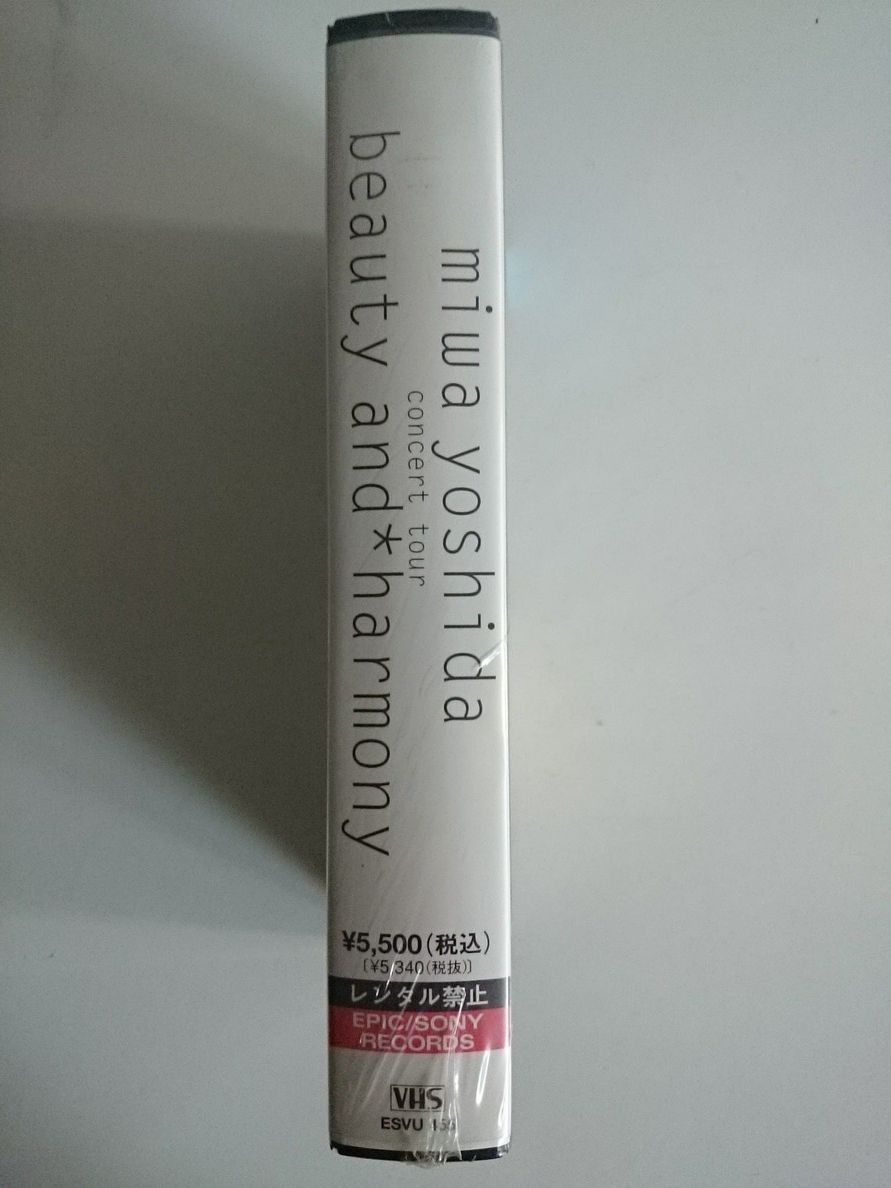 miwa yoshida
concert tour
beauty and*harmony
¥5,500(税込)
[¥5,340(税抜)]
レンタル禁止
EPIC/SONY
RECORDS
VHS
ESVU